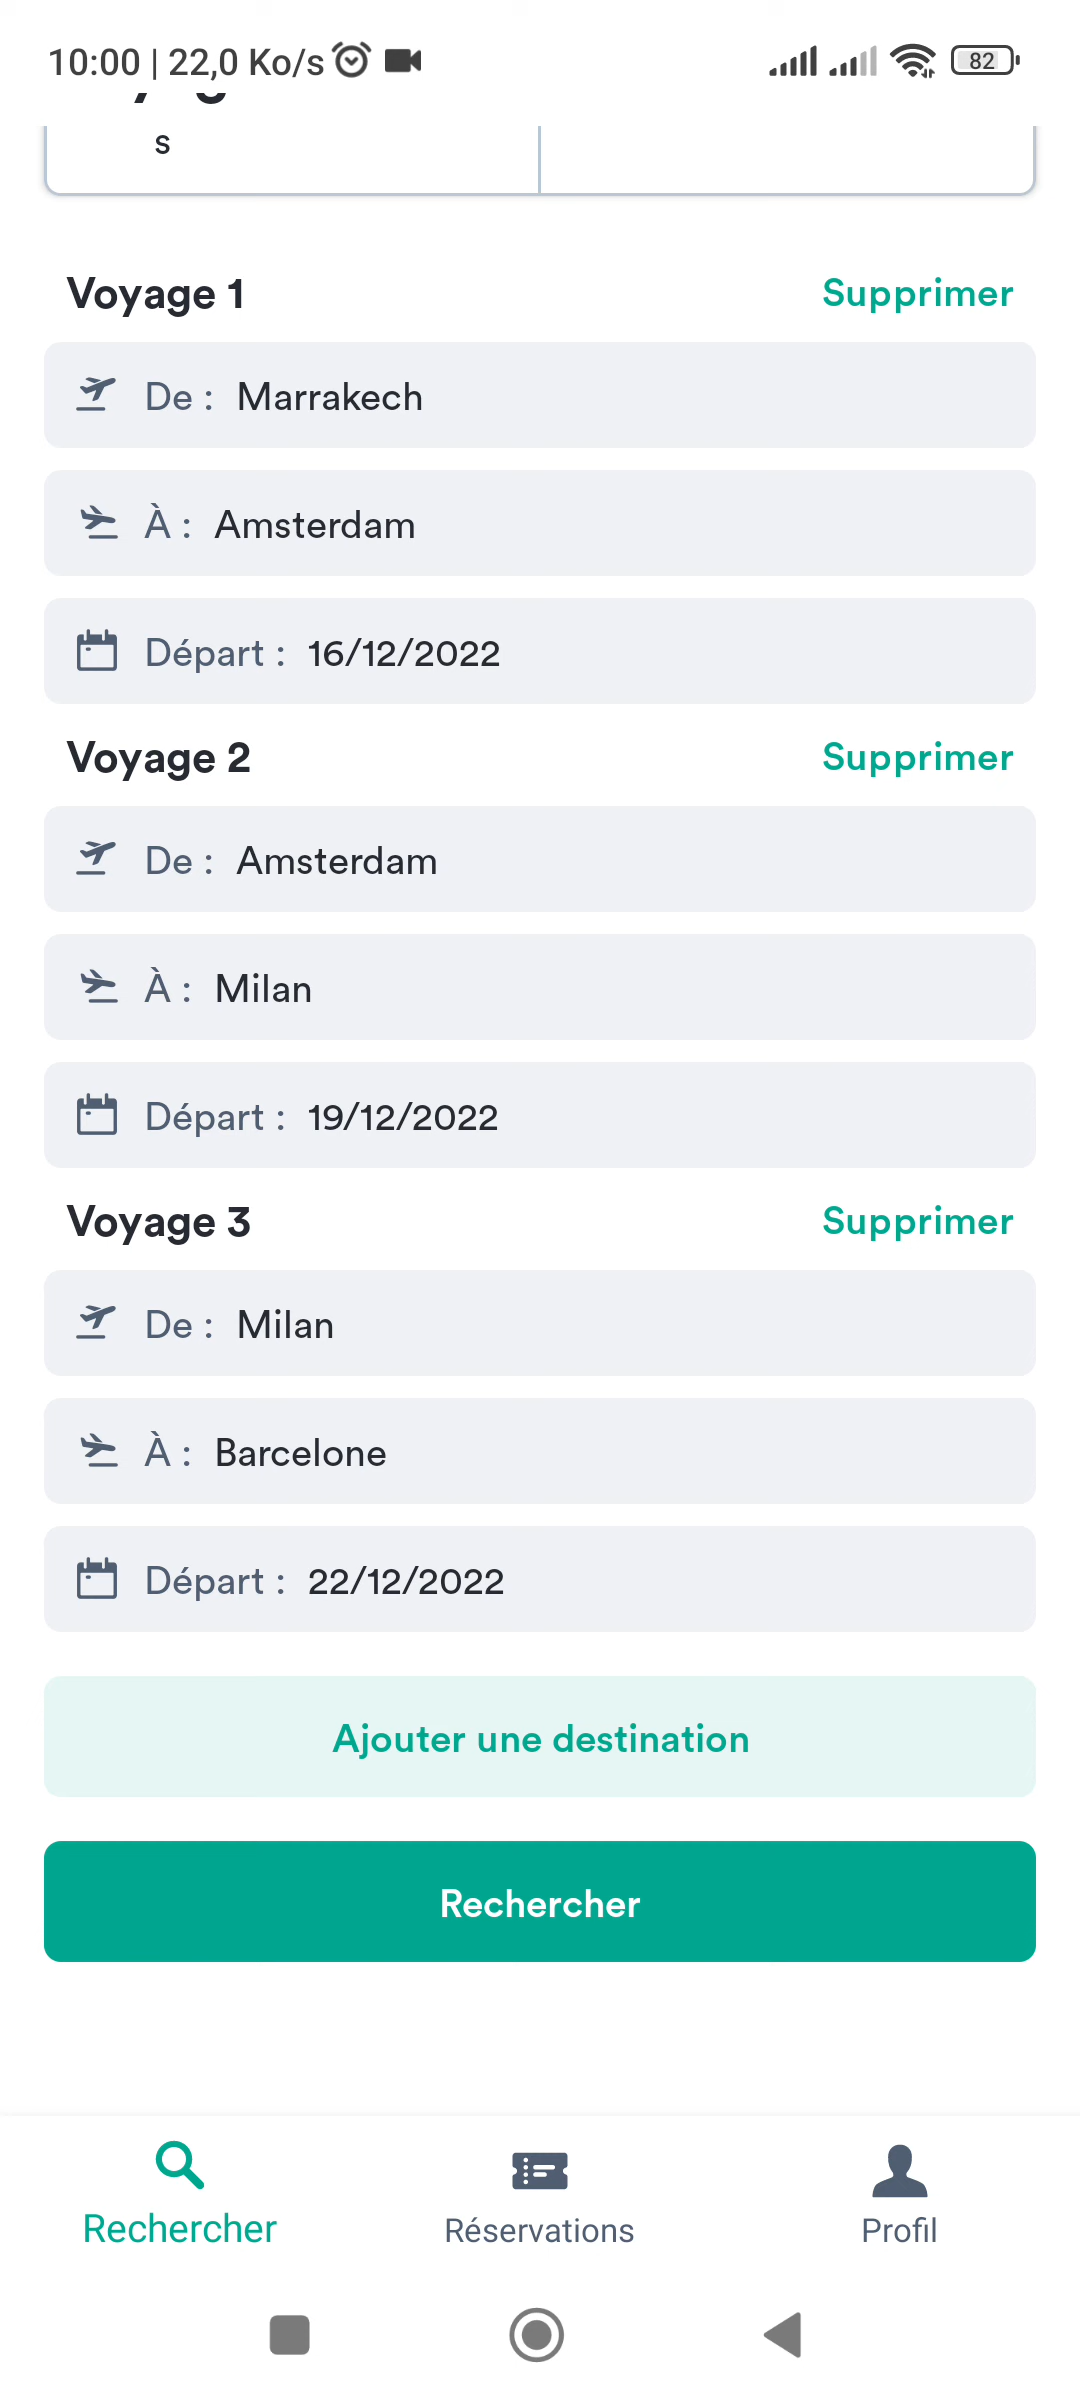 10:00 | 22,0 Ko/s
82
s
Voyage 1
Supprimer
De : Marrakech
À : Amsterdam
Départ : 16/12/2022
Voyage 2
Supprimer
De : Amsterdam
À : Milan
Départ : 19/12/2022
Voyage 3
Supprimer
De : Milan
À : Barcelone
Départ : 22/12/2022
Ajouter une destination
Rechercher
Rechercher
Réservations
Profil